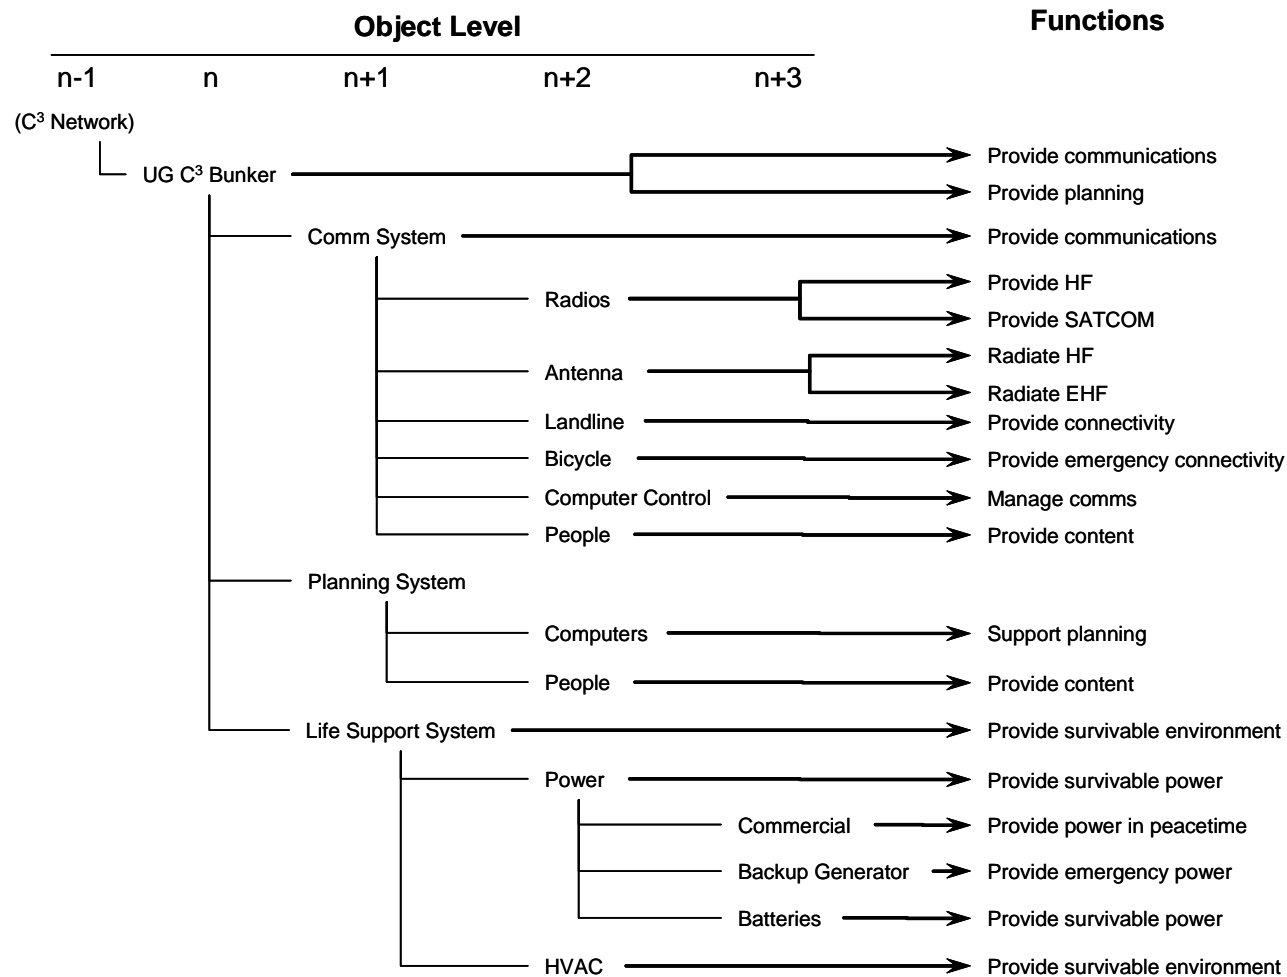 Object Level Functions
n-1 n n+1 n+2 n+3
(C³ Network)
Provide communications
UG C³ Bunker
Provide planning
Comm System Provide communications
Provide HF
Radios
Provide SATCOM
Radiate HF
Antenna
Radiate EHF
Landline Provide connectivity
Bicycle Provide emergency connectivity
Computer Control Manage comms
People Provide content
Planning System
Computers Support planning
People Provide content
Life Support System Provide survivable environment
Power Provide survivable power
Commercial Provide power in peacetime
Backup Generator Provide emergency power
Batteries Provide survivable power
HVAC Provide survivable environment